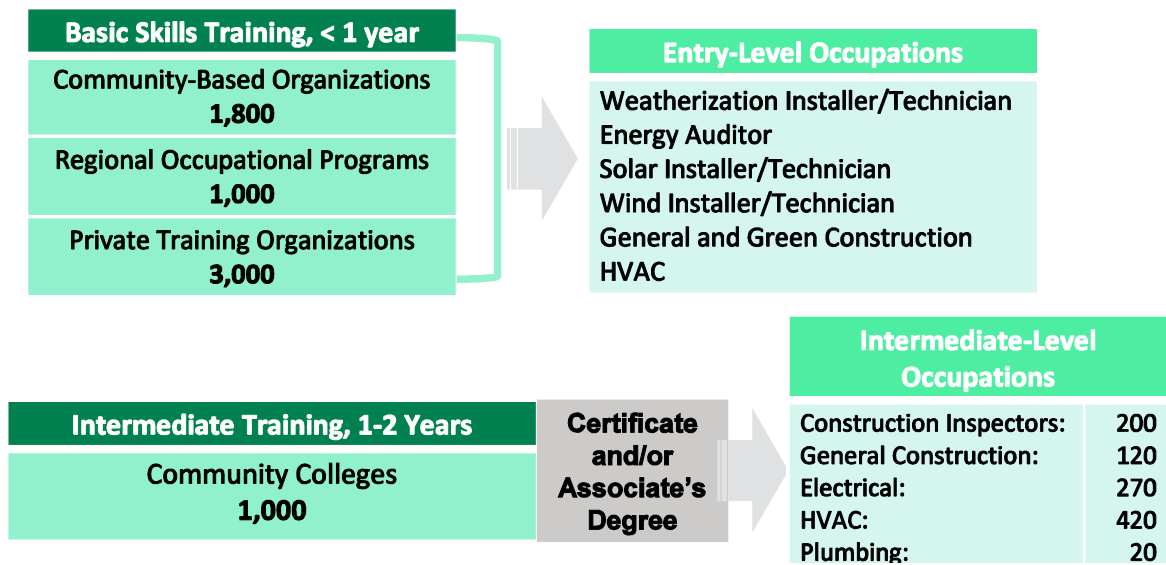 Basic Skills Training, < 1 year
Community-Based Organizations
1,800
Regional Occupational Programs
1,000
Private Training Organizations
3,000
Entry-Level Occupations
Weatherization Installer/Technician
Energy Auditor
Solar Installer/Technician
Wind Installer/Technician
General and Green Construction
HVAC
Intermediate Training, 1-2 Years
Community Colleges
1,000
Certificate
and/or
Associate's
Degree
Intermediate-Level
Occupations
Construction Inspectors: 200
General Construction: 120
Electrical: 270
HVAC: 420
Plumbing: 20